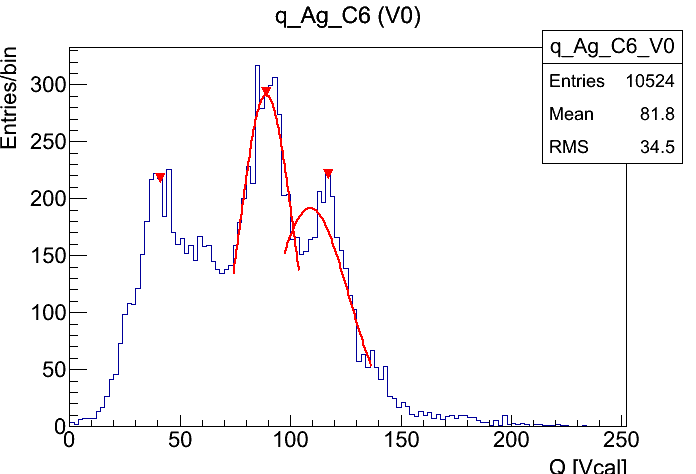 q_Ag_C6 (V0)
q_Ag_C6_V0
Entries 10524
Mean 81.8
RMS 34.5
Entries/bin
300
250
200
150
100
50
0
0 50 100 150 200 250
Q [Vcal]